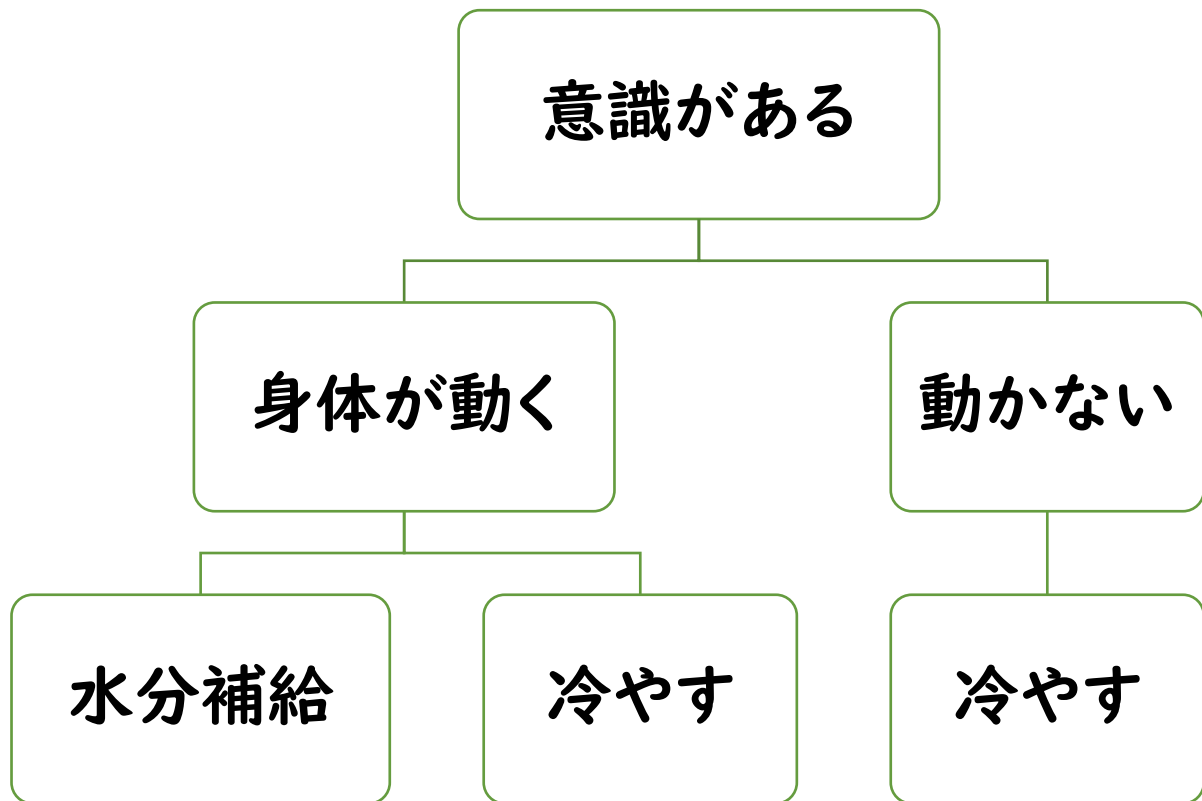 意識がある
身体が動く
動かない
水分補給
冷やす
冷やす